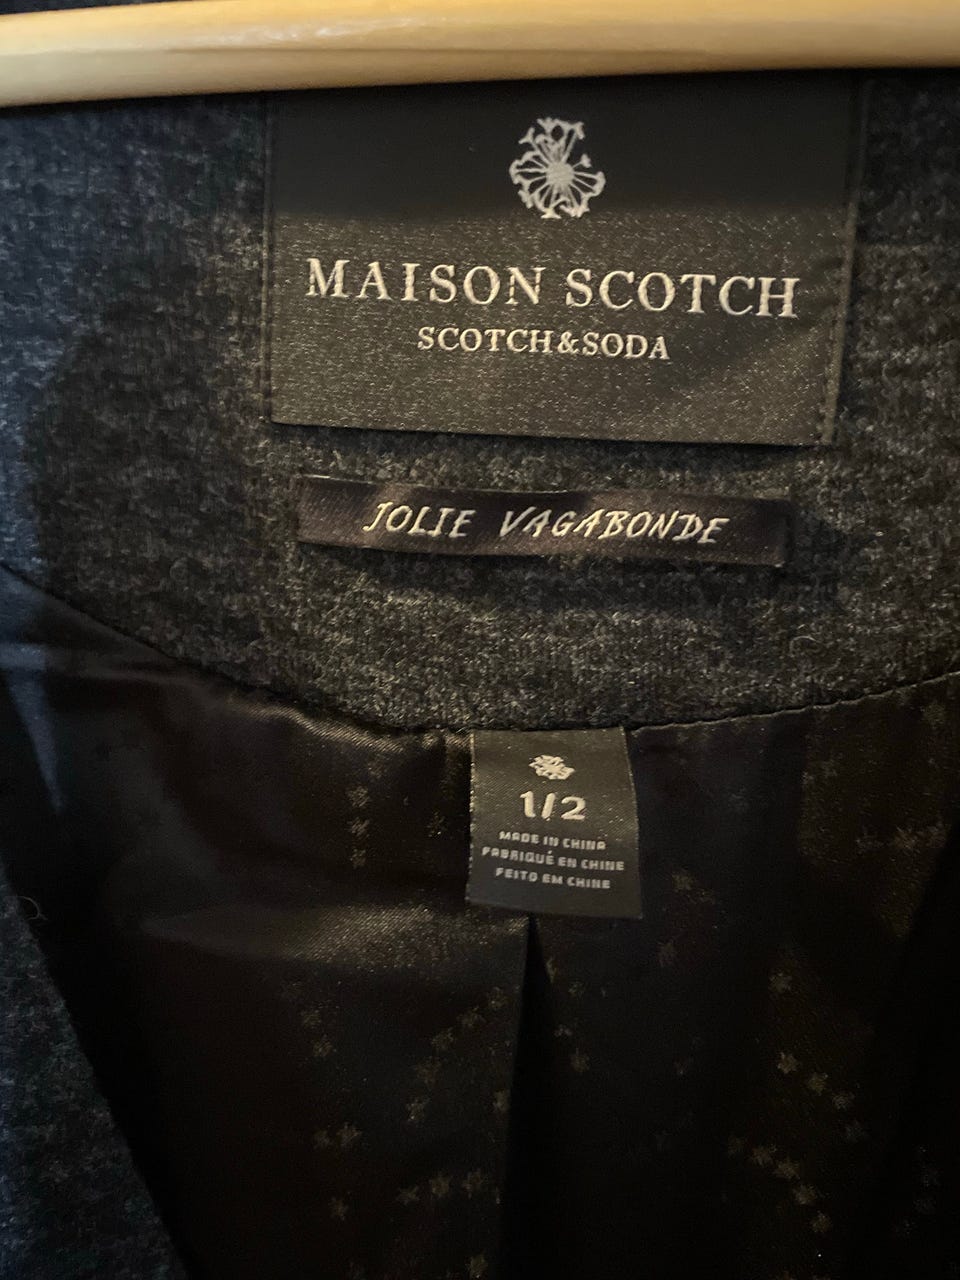 MAISON SCOTCH
SCOTCH&SODA
JOLIE VAGABONDE
1/2
MADE IN CHINA
FABRIQUÉ EN CHINE
FEITO EM CHINE